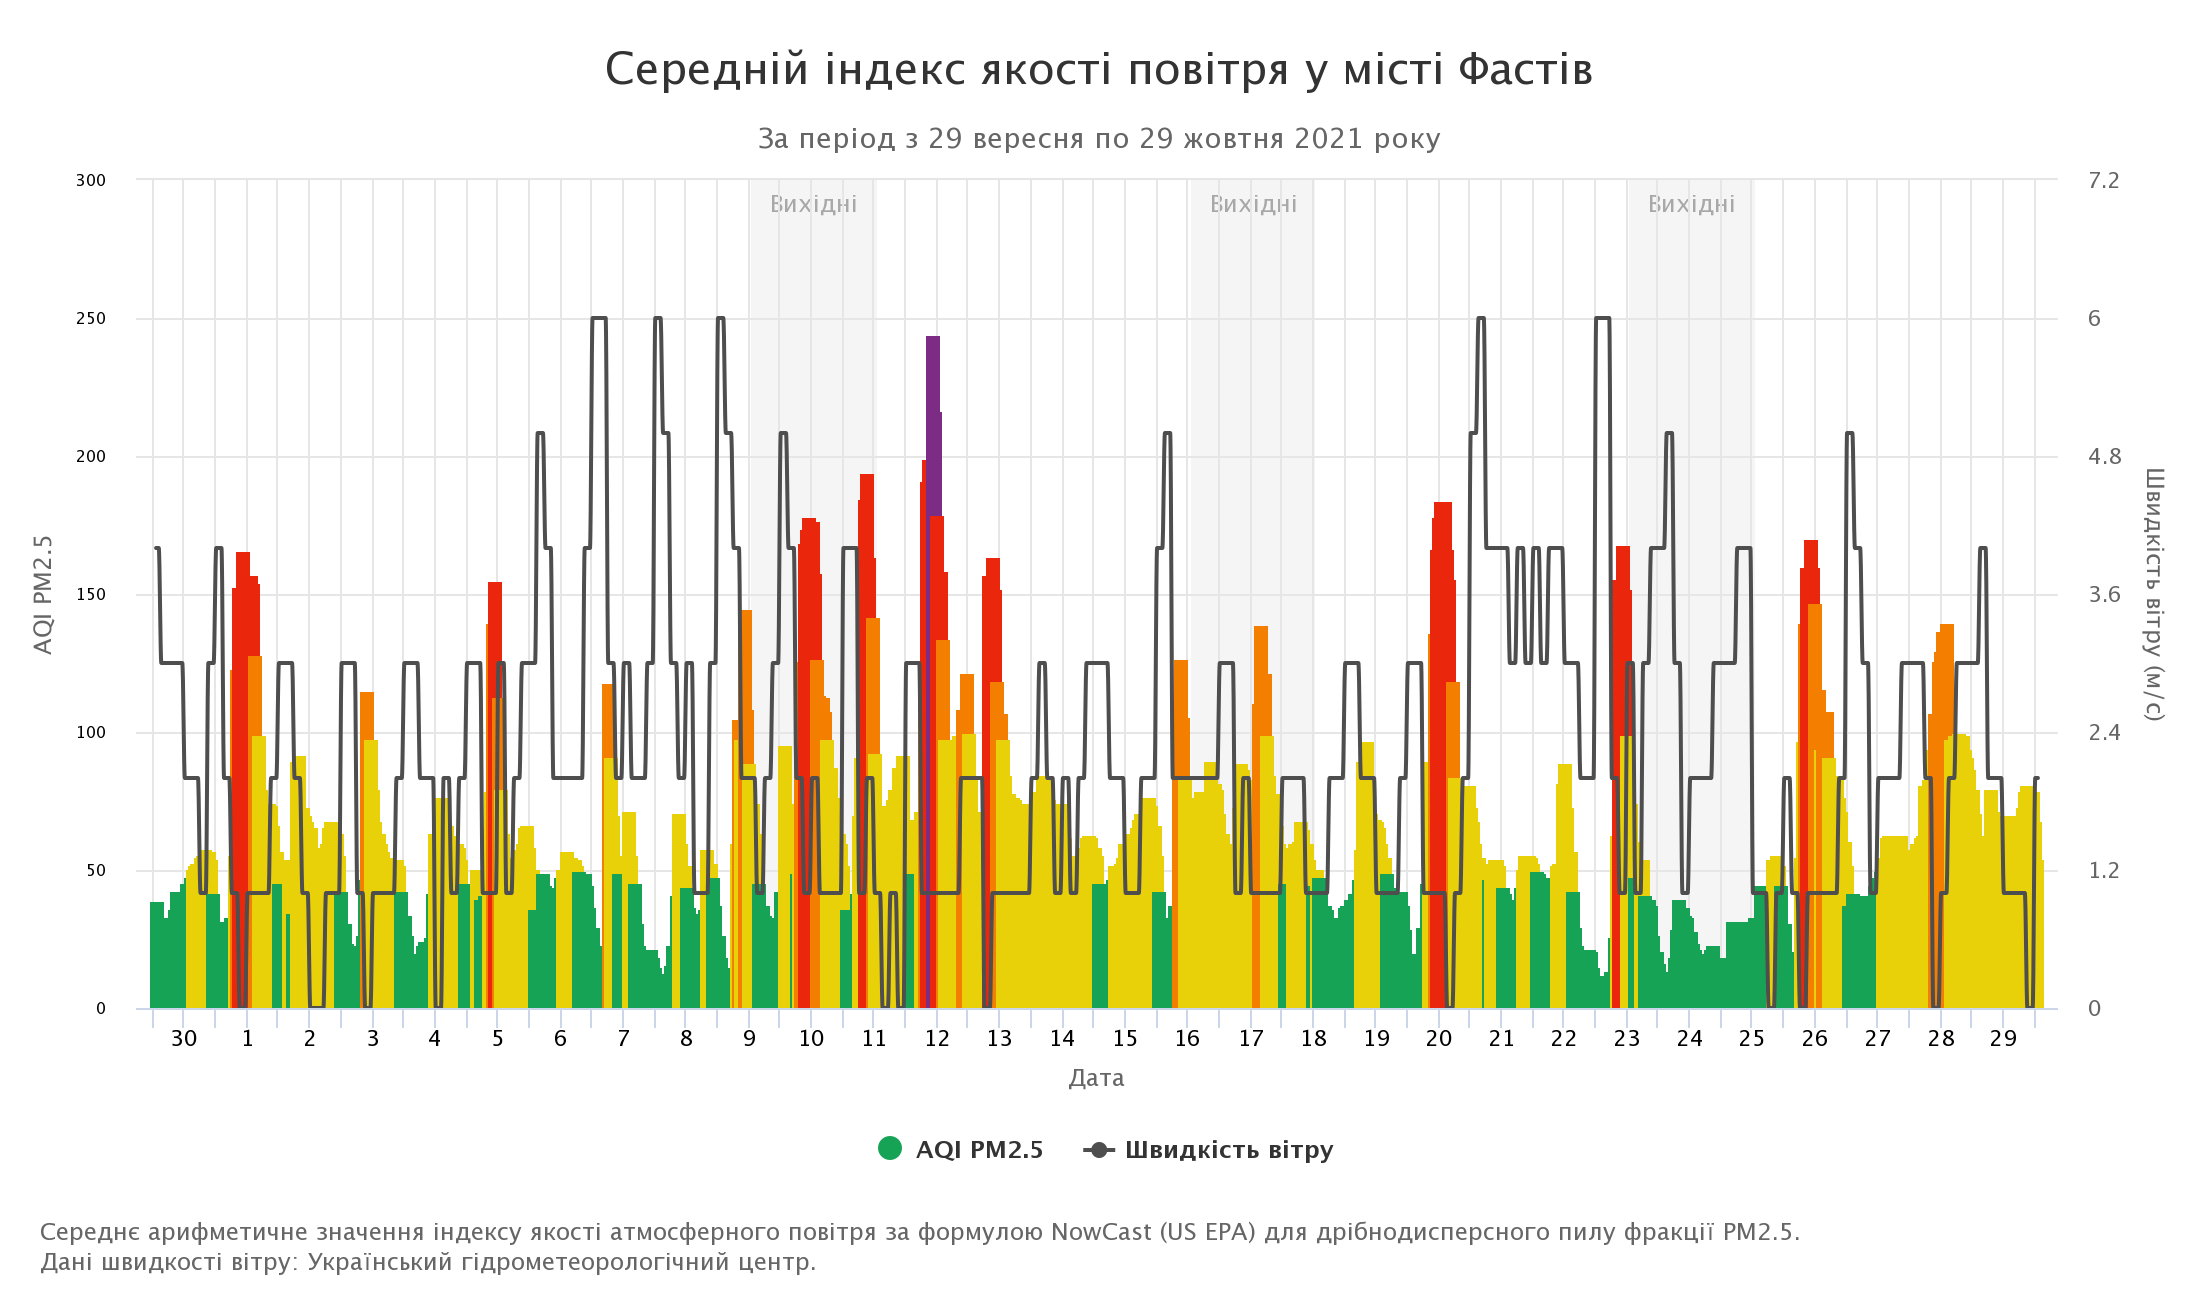 Середній індекс якості повітря у місті Фастів
За період з 29 вересня по 29 жовтня 2021 року
300
250
200
150
100
50
0
AQI PM2.5
Вихідні
Вихідні
Вихідні
7.2
6
4.8
3.6
2.4
1.2
0
Швидкість вітру (м/с)
30 1 2 3 4 5 6 7 8 9 10 11 12 13 14 15 16 17 18 19 20 21 22 23 24 25 26 27 28 29
Дата
AQI PM2.5 Швидкість вітру
Середнє арифметичне значення індексу якості атмосферного повітря за формулою NowCast (US EPA) для дрібнодисперсного пилу фракції PM2.5.
Дані швидкості вітру: Український гідрометеорологічний центр.